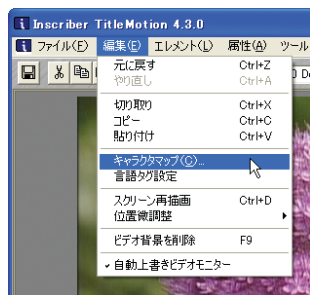 Inscriber TitleMotion 4.3.0
ファイル(F) 編集(E) エレメント(L) 属性(A) ツール
元に戻す Ctrl+Z
やり直し Ctrl+A
切り取り Ctrl+X
コピー Ctrl+C
貼り付け Ctrl+V
キャラクタマップ(C)...
言語タグ設定
スクリーン再描画 Ctrl+D
位置微調整
ビデオ背景を削除 F9
自動上書きビデオモニター